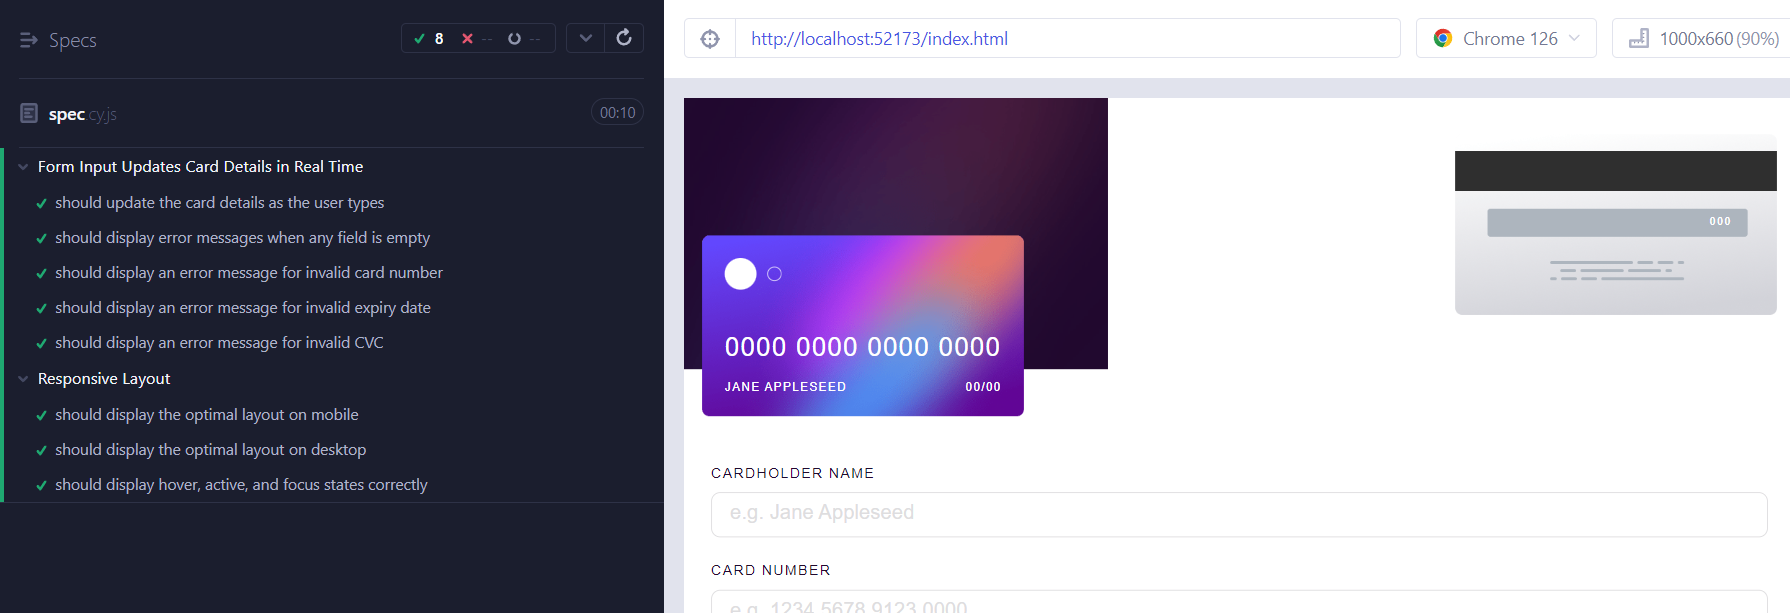 Specs
8 -- --
spec.cy.js
00:10
Form Input Updates Card Details in Real Time
should update the card details as the user types
should display error messages when any field is empty
should display an error message for invalid card number
should display an error message for invalid expiry date
should display an error message for invalid CVC
Responsive Layout
should display the optimal layout on mobile
should display the optimal layout on desktop
should display hover, active, and focus states correctly
http://localhost:52173/index.html
Chrome 126
1000x660 (90%)
000
0000 0000 0000 0000
JANE APPLESEED 00/00
CARDHOLDER NAME
e.g. Jane Appleseed
CARD NUMBER
e.g. 1234 5678 9123 0000